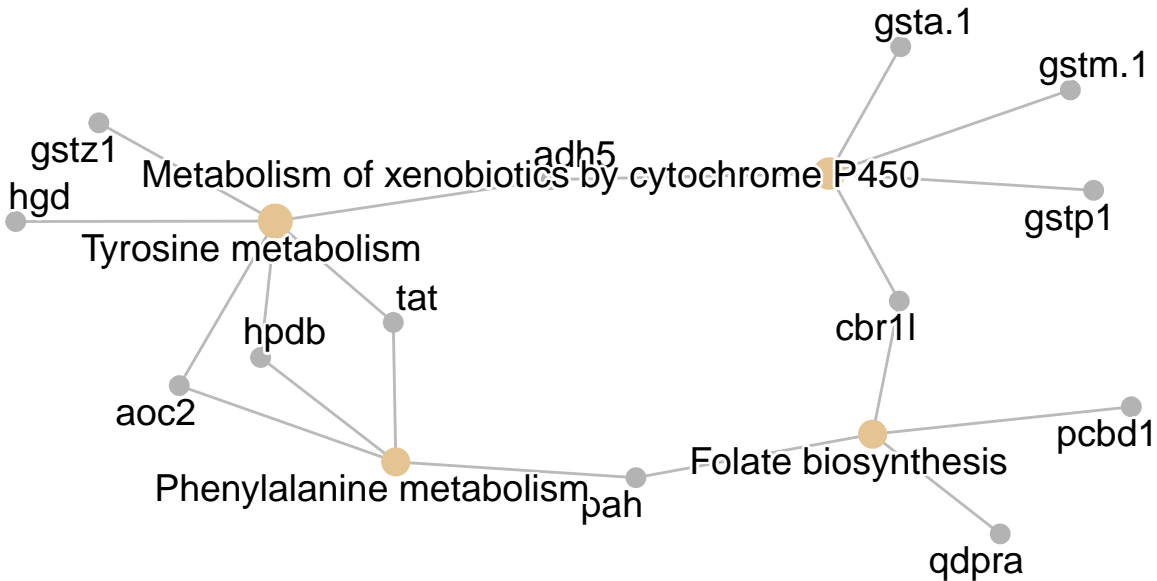 gsta.1
gstm.1
gstz1
adh5
Metabolism of xenobiotics by cytochrome P450
hgd
gstp1
Tyrosine metabolism
tat
hpdb
cbr1l
aoc2
pcbd1
Folate biosynthesis
Phenylalanine metabolism
pah
qdpra